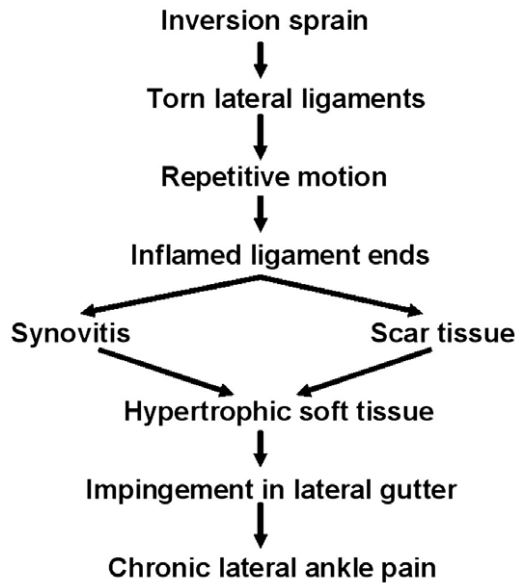 Inversion sprain
Torn lateral ligaments
Repetitive motion
Inflamed ligament ends
Synovitis
Scar tissue
Hypertrophic soft tissue
Impingement in lateral gutter
Chronic lateral ankle pain